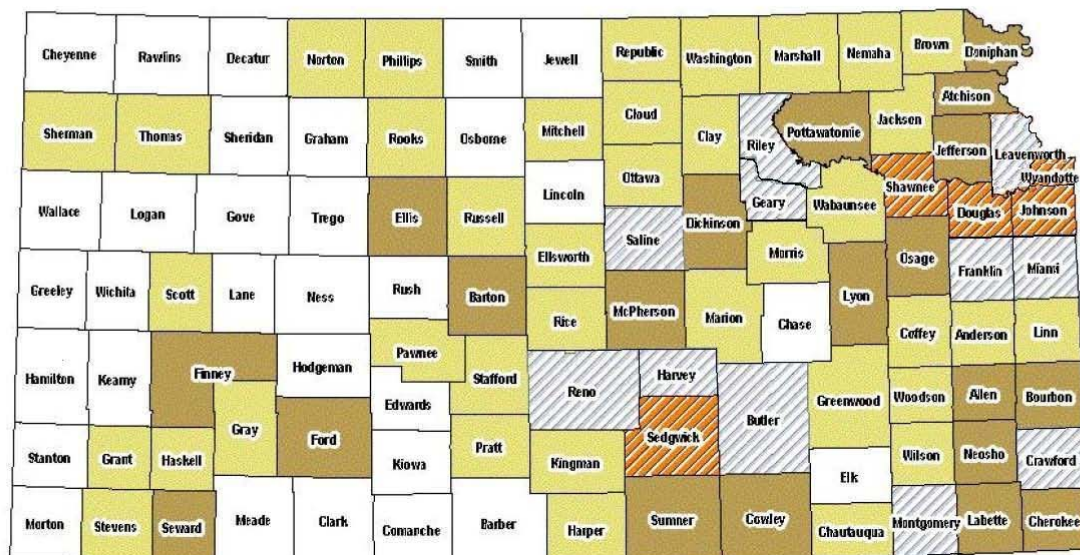 Cheyenne
Rawlins
Decatur
Norton
Phillips
Smith
Jewell
Republic
Washington
Marshall
Nemaha
Brown
Doniphan
Sherman
Thomas
Sheridan
Graham
Rooks
Osborne
Mitchell
Cloud
Clay
Riley
Pottawatomie
Jackson
Atchison
Jefferson
Leavenworth
Wyandotte
Wallace
Logan
Gove
Trego
Ellis
Russell
Lincoln
Ottawa
Saline
Dickinson
Geary
Wabaunsee
Shawnee
Douglas
Johnson
Greeley
Wichita
Scott
Lane
Ness
Rush
Barton
Ellsworth
Rice
McPherson
Marion
Morris
Chase
Lyon
Osage
Franklin
Miami
Coffey
Anderson
Linn
Hamilton
Kearny
Finney
Hodgeman
Pawnee
Stafford
Edwards
Reno
Harvey
Butler
Greenwood
Woodson
Allen
Bourbon
Stanton
Grant
Haskell
Gray
Ford
Kiowa
Pratt
Kingman
Sedgwick
Elk
Wilson
Neosho
Crawford
Morton
Stevens
Seward
Meade
Clark
Comanche
Barber
Harper
Sumner
Cowley
Chautauqua
Montgomery
Labette
Cherokee